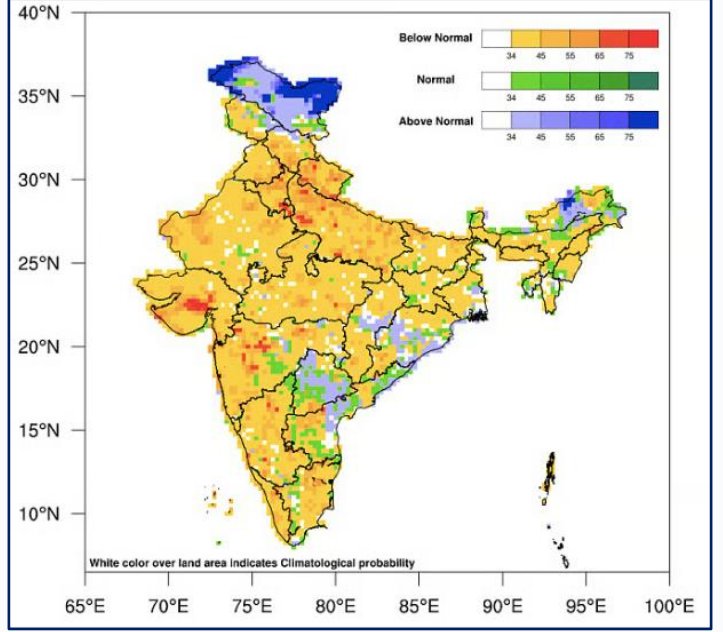 40°N
35°N
30°N
25°N
20°N
15°N
10°N
Below Normal
34 45 55 65 75
Normal
34 45 55 65 75
Above Normal
34 45 55 65 75
White color over land area indicates Climatological probability
65°E 70°E 75°E 80°E 85°E 90°E 95°E 100°E